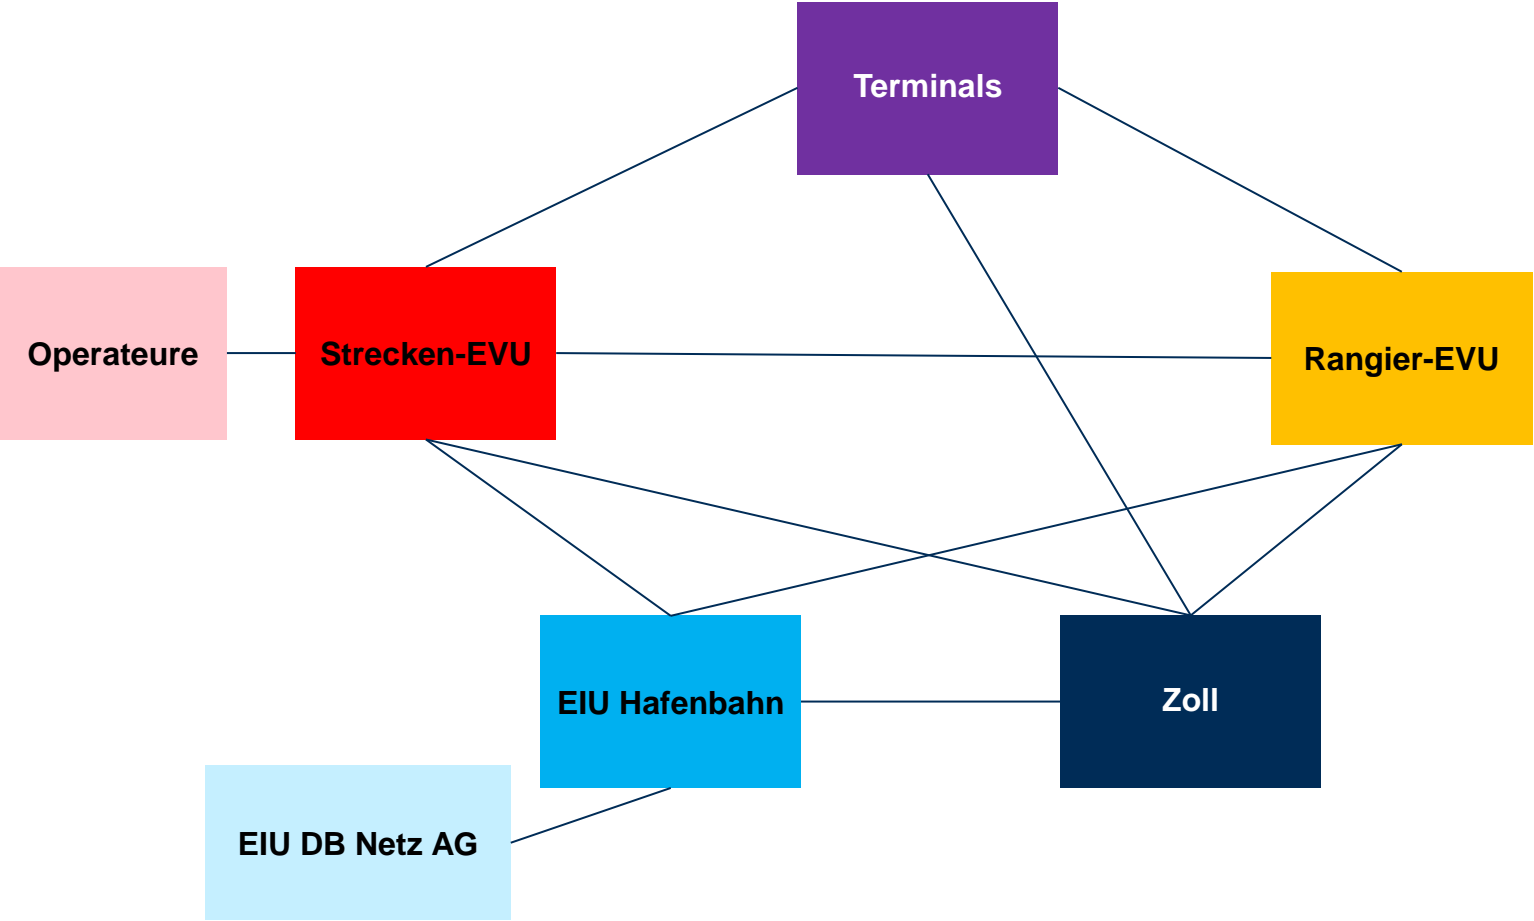 Terminals
Operateure
Strecken-EVU
Rangier-EVU
EIU Hafenbahn
Zoll
EIU DB Netz AG